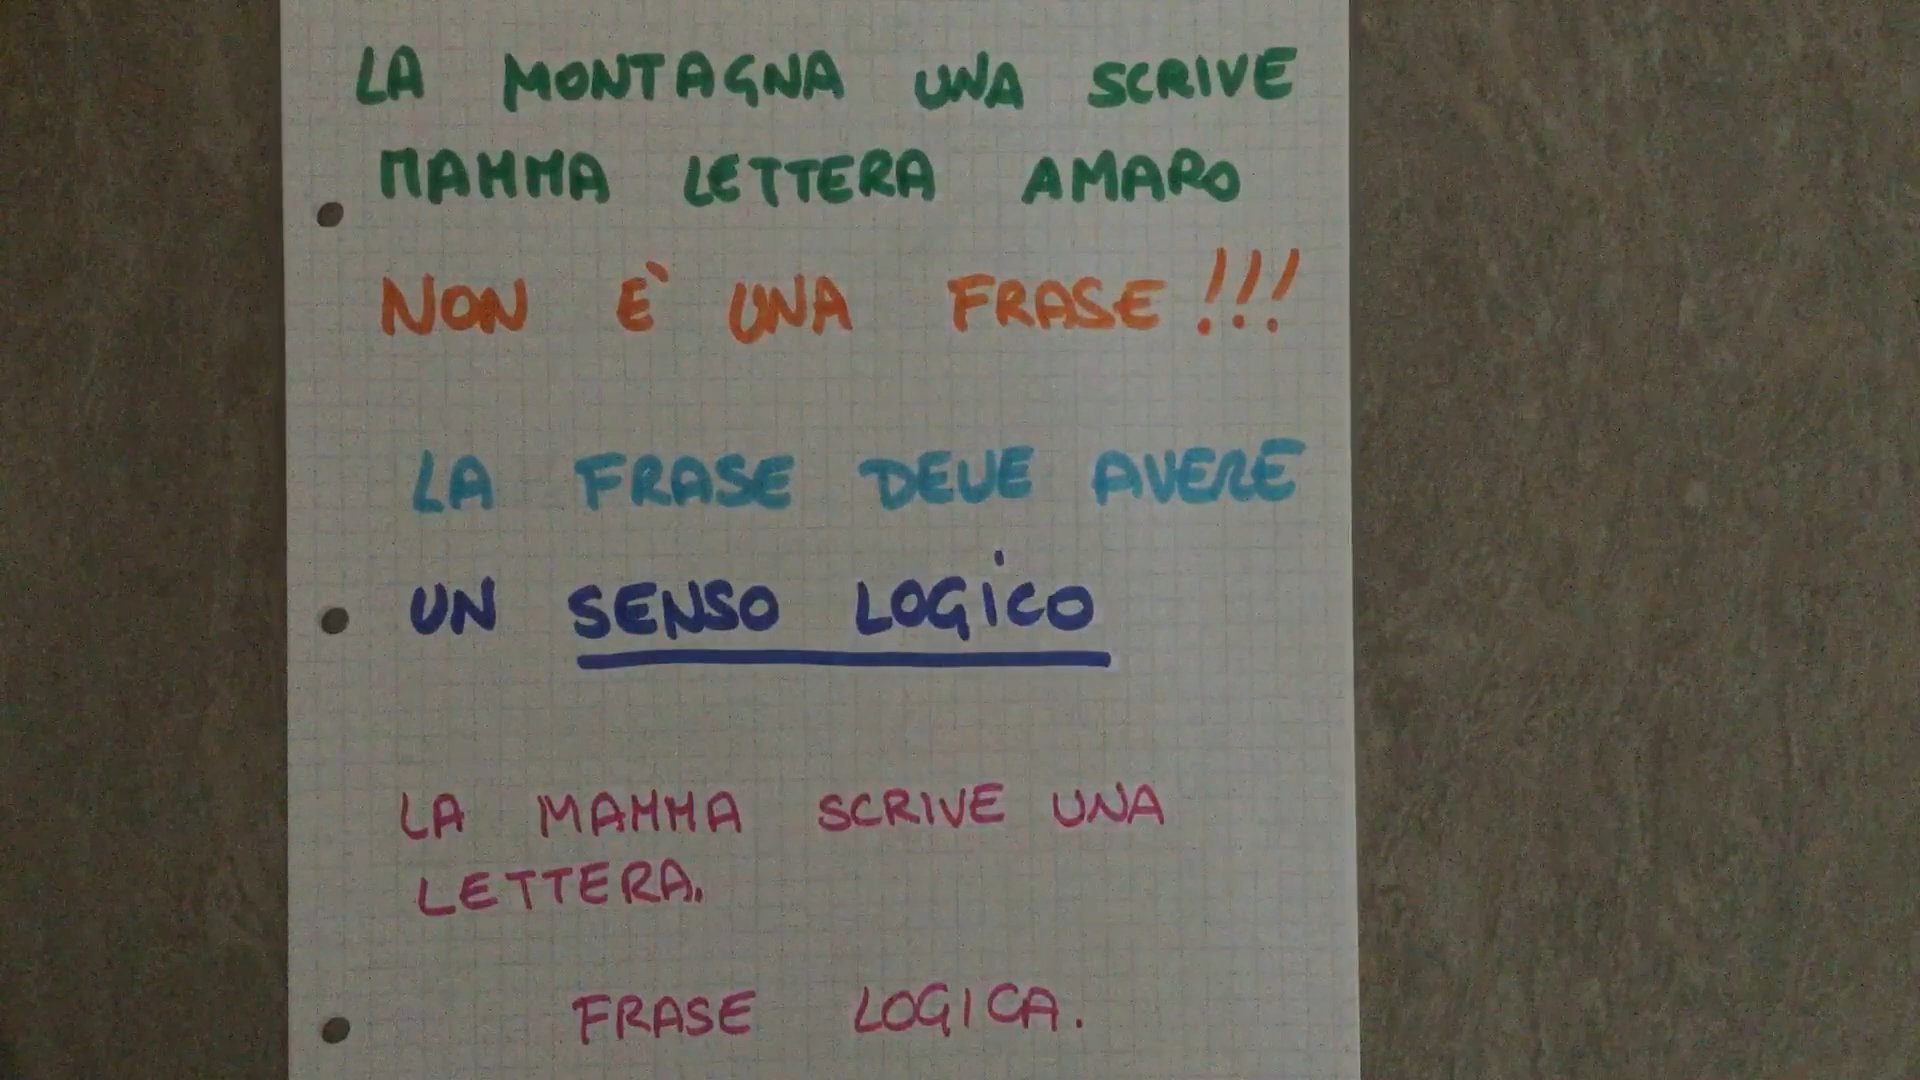 LA MONTAGNA UNA SCRIVE
MAMMA LETTERA AMARO
NON È UNA FRASE!!!
LA FRASE DEVE AVERE
UN SENSO LOGICO
LA MAMMA SCRIVE UNA
LETTERA.
FRASE LOGICA.